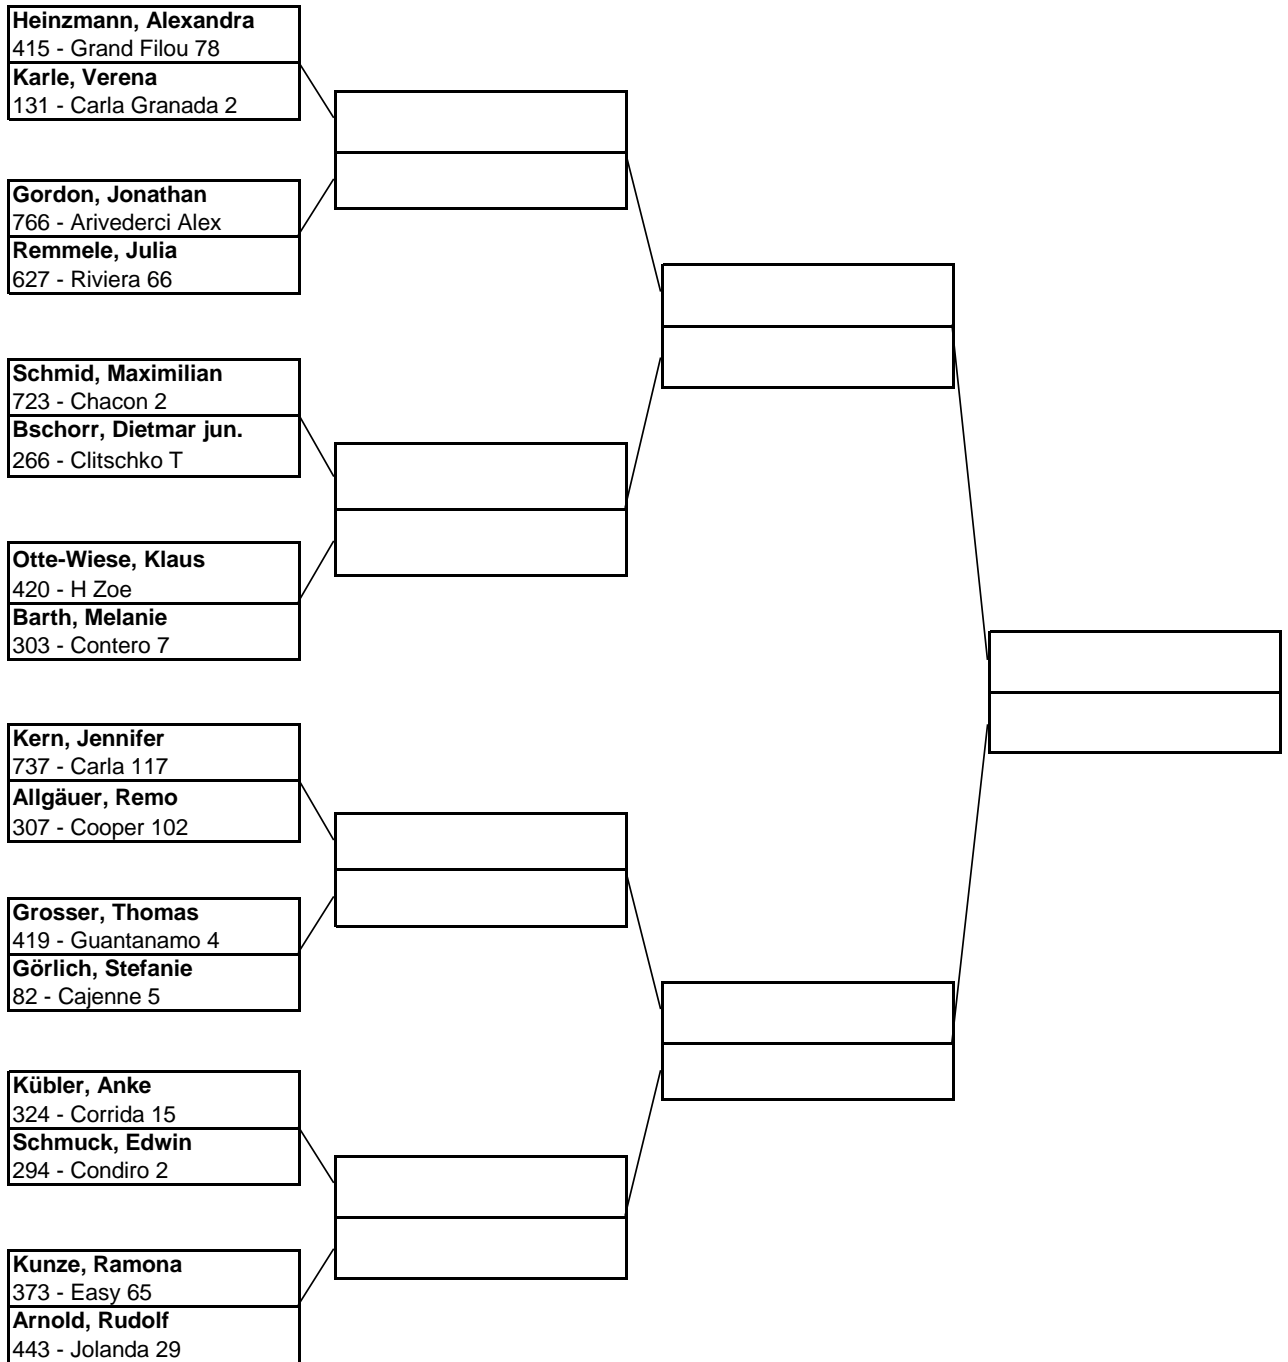 Heinzmann, Alexandra
415 - Grand Filou 78
Karle, Verena
131 - Carla Granada 2
Gordon, Jonathan
766 - Arivederci Alex
Remmele, Julia
627 - Riviera 66
Schmid, Maximilian
723 - Chacon 2
Bschorr, Dietmar jun.
266 - Clitschko T
Otte-Wiese, Klaus
420 - H Zoe
Barth, Melanie
303 - Contero 7
Kern, Jennifer
737 - Carla 117
Allgäuer, Remo
307 - Cooper 102
Grosser, Thomas
419 - Guantanamo 4
Görlich, Stefanie
82 - Cajenne 5
Kübler, Anke
324 - Corrida 15
Schmuck, Edwin
294 - Condiro 2
Kunze, Ramona
373 - Easy 65
Arnold, Rudolf
443 - Jolanda 29